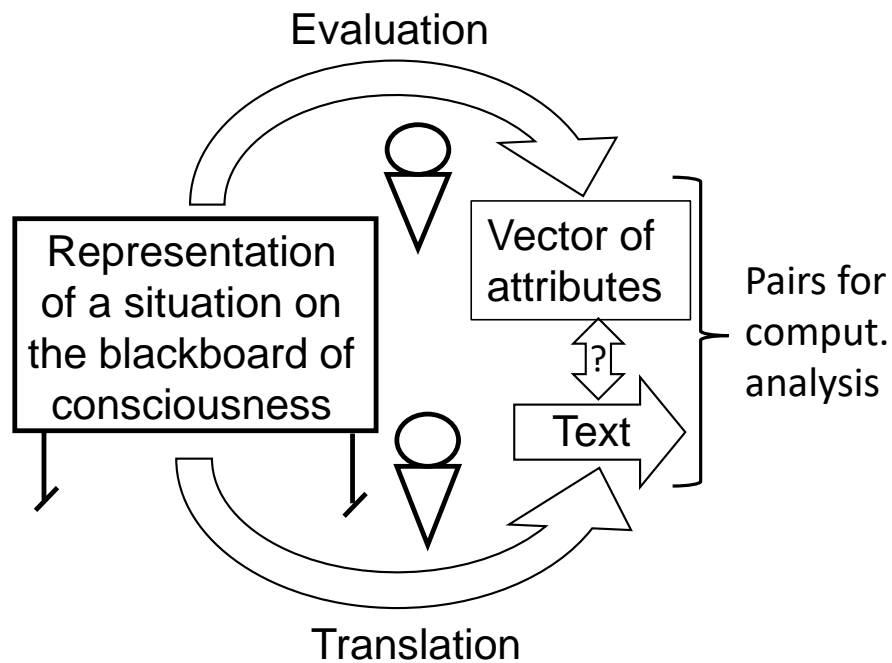 Evaluation
Representation
of a situation on
the blackboard of
consciousness
Vector of
attributes
?
Text
Pairs for
comput.
analysis
Translation